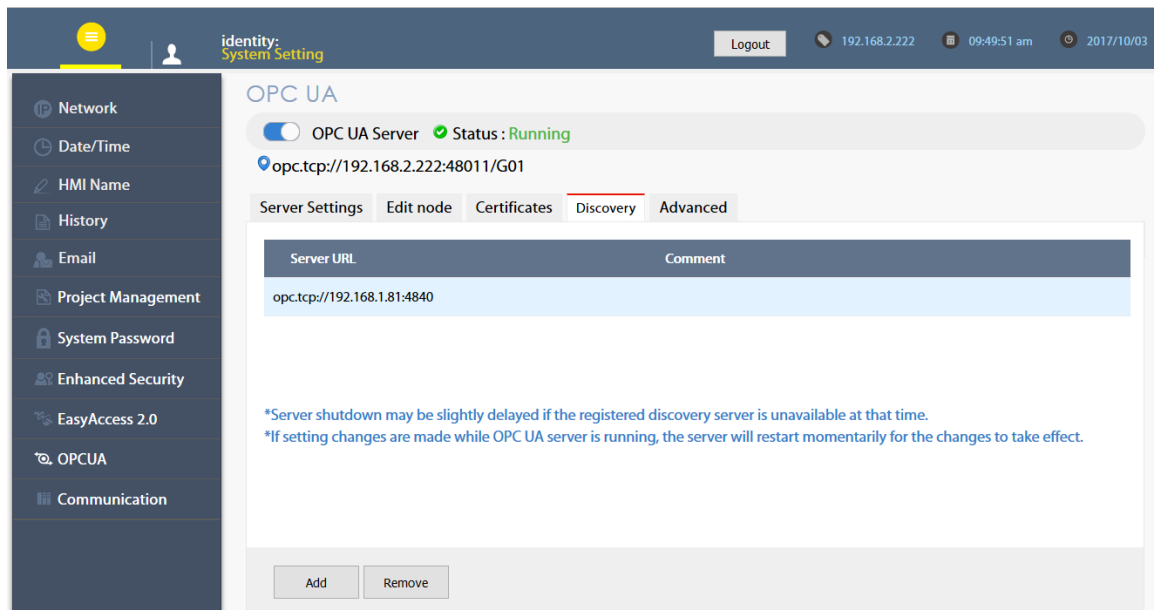 identity:
System Setting
Logout
192.168.2.222
09:49:51 am
2017/10/03
Network
Date/Time
HMI Name
History
Email
Project Management
System Password
Enhanced Security
EasyAccess 2.0
OPCUA
Communication
OPC UA
OPC UA Server Status : Running
opc.tcp://192.168.2.222:48011/G01
Server Settings Edit node Certificates Discovery Advanced
Server URL Comment
opc.tcp://192.168.1.81:4840
*Server shutdown may be slightly delayed if the registered discovery server is unavailable at that time.
*If setting changes are made while OPC UA server is running, the server will restart momentarily for the changes to take effect.
Add Remove